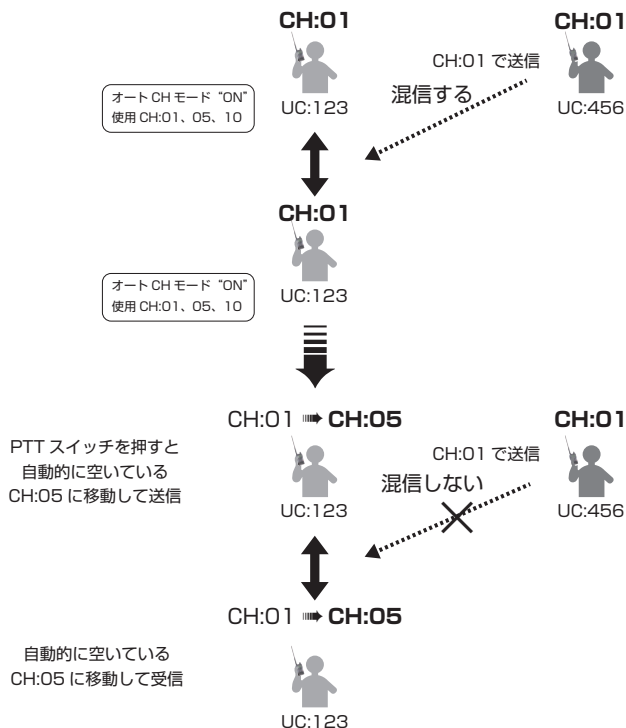 CH:01
CH:01
CH:01 で送信
混信する
オート CH モード “ON”
使用 CH:01、05、10
UC:123
UC:456
CH:01
オート CH モード “ON”
使用 CH:01、05、10
UC:123
CH:01 CH:05
CH:01
PTT スイッチを押すと
自動的に空いている
CH:05 に移動して送信
CH:01 で送信
混信しない
UC:123
UC:456
CH:01 CH:05
自動的に空いている
CH:05 に移動して受信
UC:123